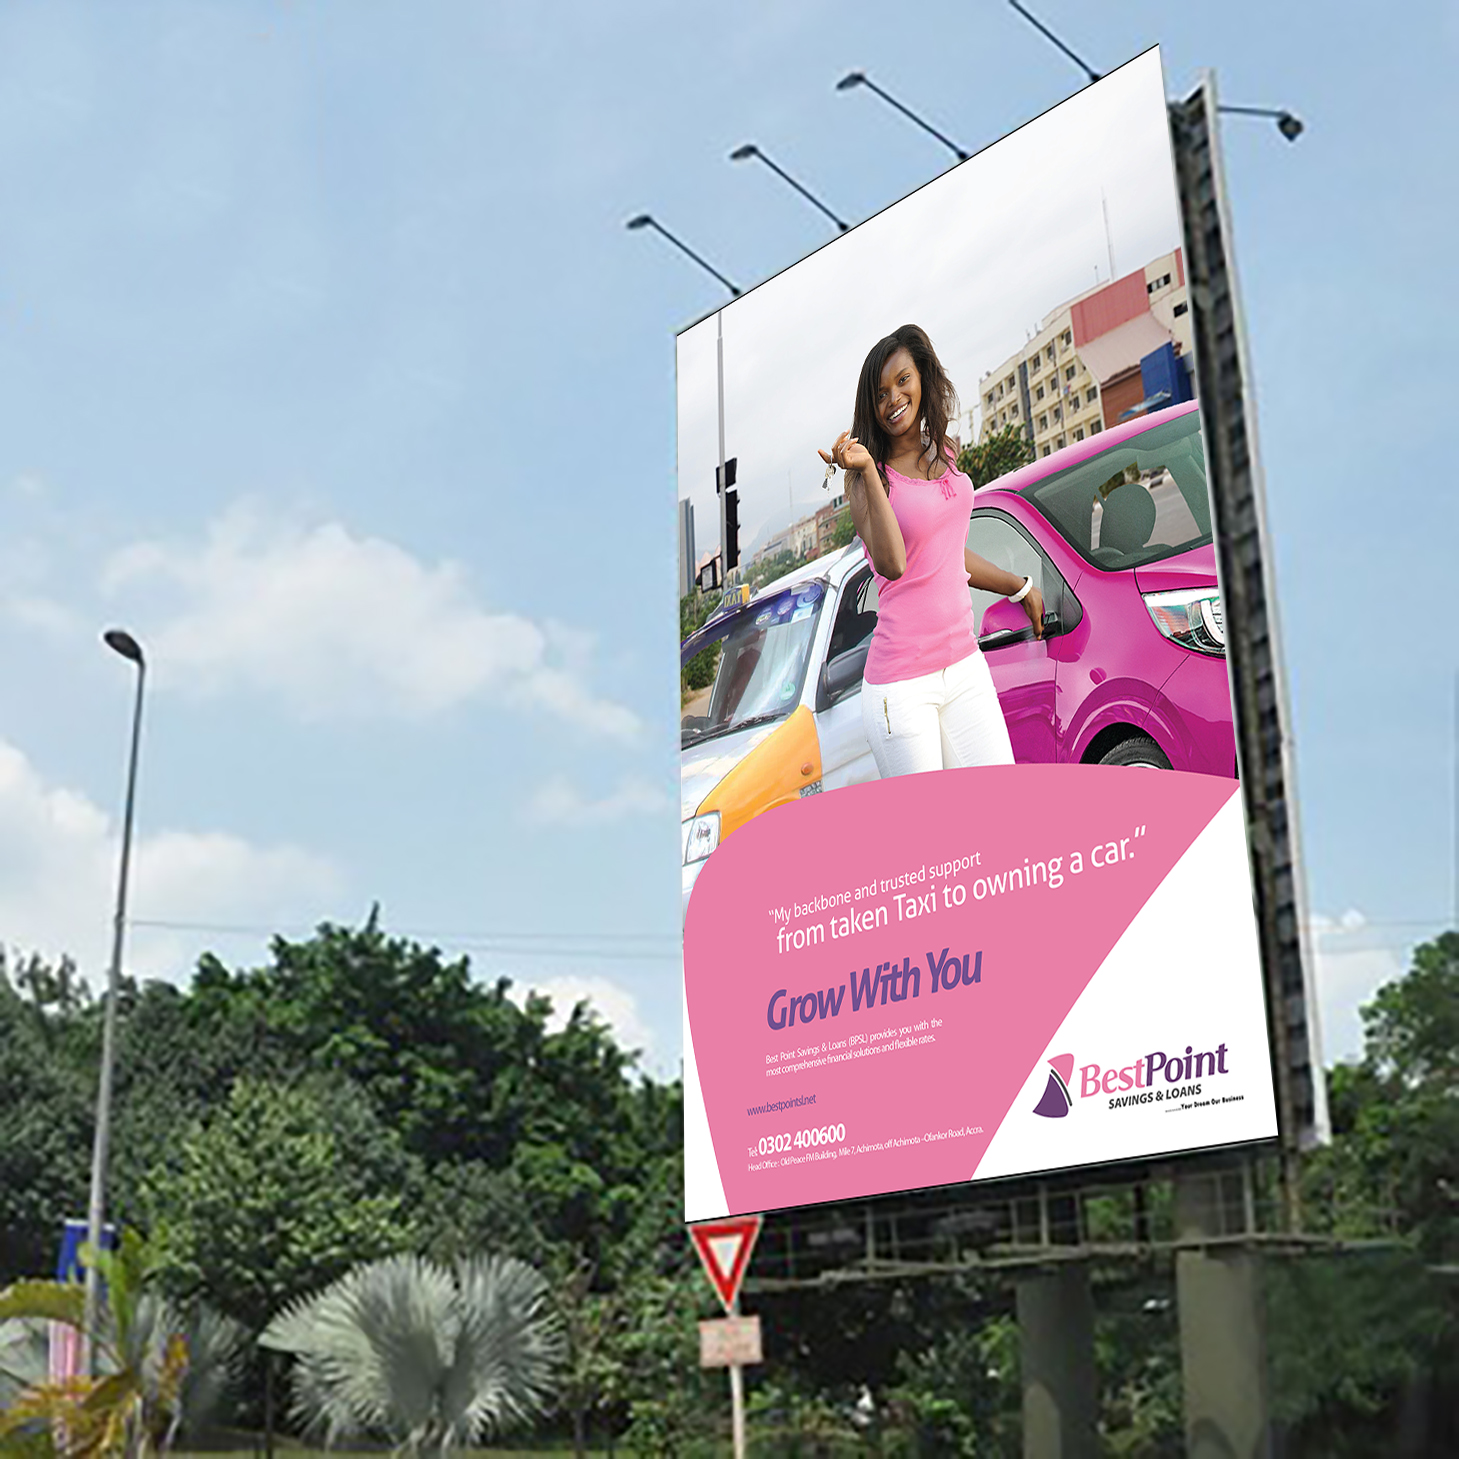 TAXI
“My backbone and trusted support
from taken Taxi to owning a car.”
Grow With You
Best Point Savings & Loans (BPSL) provides you with the
most comprehensive financial solutions and flexible rates.
www.bestpointsl.net
Tel: 0302 400600
Head Office: Old Peace FM Building, Mile 7, Achimota, off Achimota -Ofankor Road, Accra.
BestPoint
SAVINGS & LOANS
........Your Dream Our Business